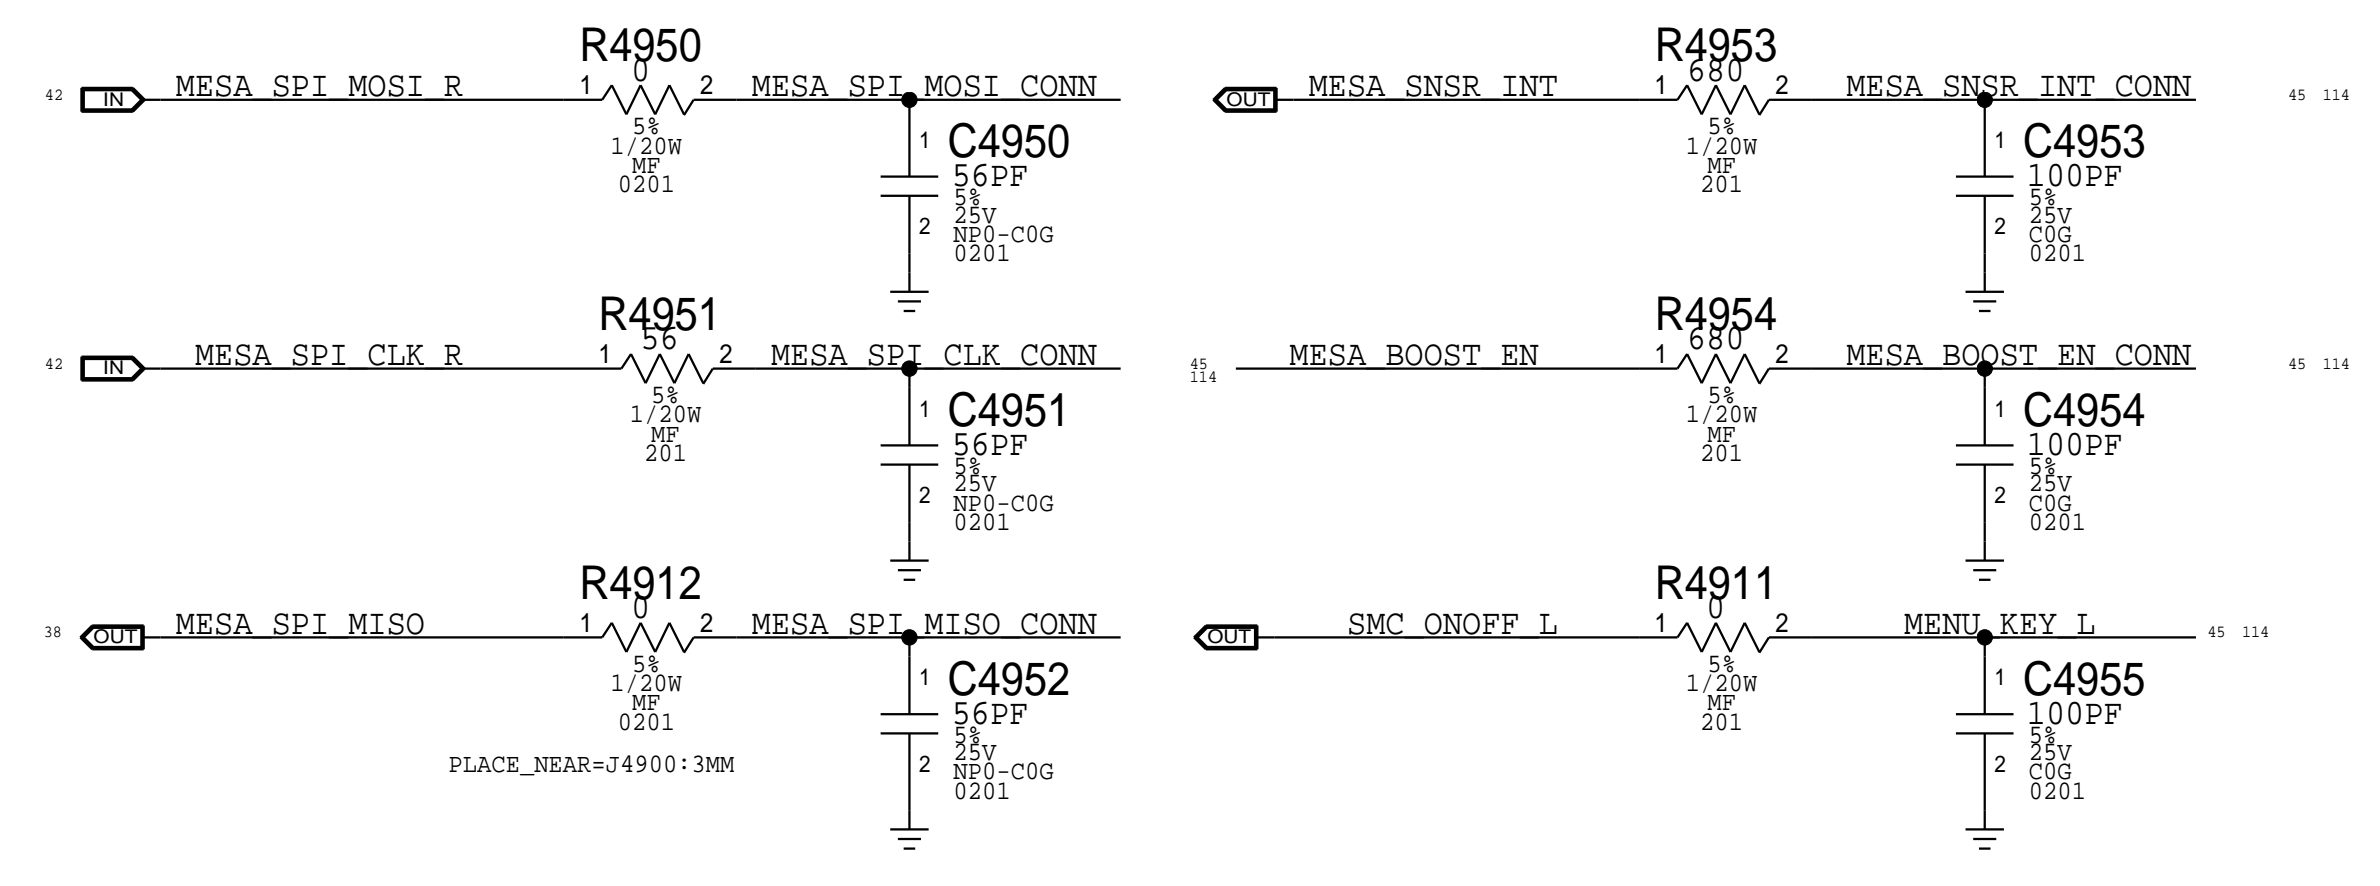 R4950
0
42 IN MESA_SPI_MOSI_R 1 2 MESA_SPI_MOSI_CONN
5%
1/20W
MF
0201
1 C4950
56PF
5%
25V
2 NP0-C0G
0201
R4953
680
OUT MESA_SNSR_INT 1 2 MESA_SNSR_INT_CONN 45 114
5%
1/20W
MF
201
1 C4953
100PF
5%
25V
2 C0G
0201
R4951
56
42 IN MESA_SPI_CLK_R 1 2 MESA_SPI_CLK_CONN
5%
1/20W
MF
201
1 C4951
56PF
5%
25V
2 NP0-C0G
0201
R4954
680
45
114
MESA_BOOST_EN 1 2 MESA_BOOST_EN_CONN 45 114
5%
1/20W
MF
201
1 C4954
100PF
5%
25V
2 C0G
0201
R4912
0
38 OUT MESA_SPI_MISO 1 2 MESA_SPI_MISO_CONN
5%
1/20W
MF
0201
PLACE_NEAR=J4900:3MM
1 C4952
56PF
5%
25V
2 NP0-C0G
0201
R4911
0
OUT SMC_ONOFF_L 1 2 MENU_KEY_L 45 114
5%
1/20W
MF
201
1 C4955
100PF
5%
25V
2 C0G
0201